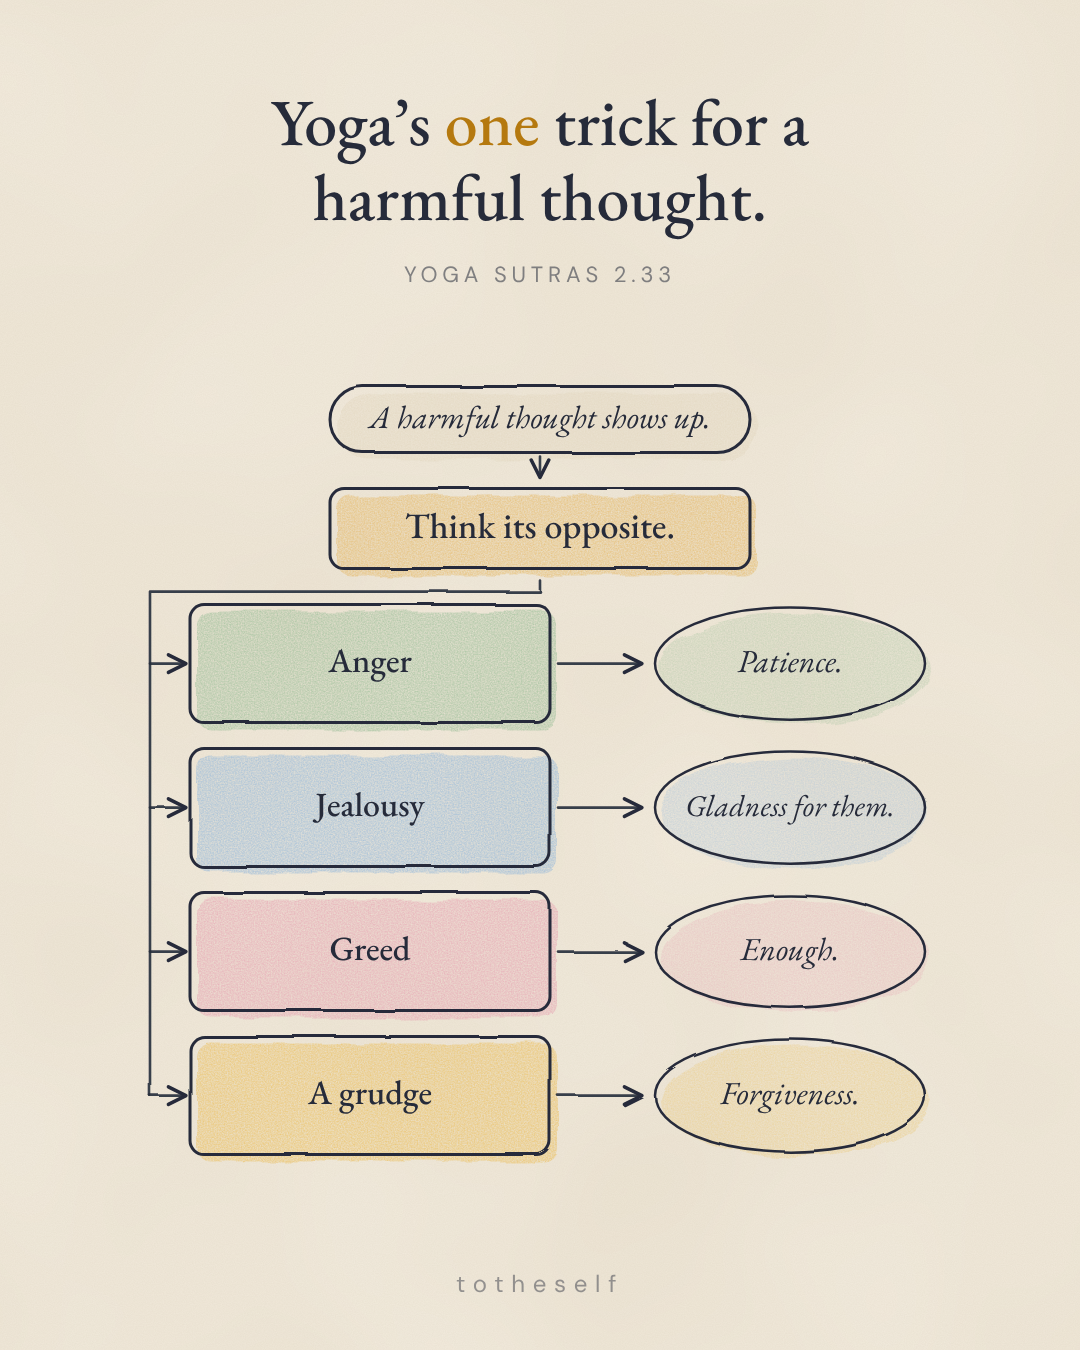 Yoga’s one trick for a
harmful thought.
YOGA SUTRAS 2.33
A harmful thought shows up.
Think its opposite.
Anger
Patience.
Jealousy
Gladness for them.
Greed
Enough.
A grudge
Forgiveness.
totheself